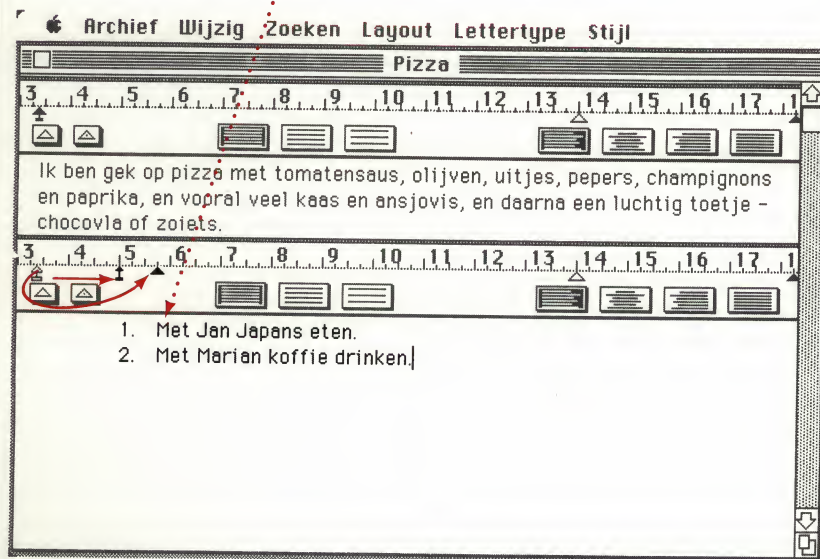 Archief Wijzig Zoeken Layout Lettertype Stijl
Pizza
3 4 5 6 7 8 9 10 11 12 13 14 15 16 17 1
Ik ben gek op pizza met tomatensaus, olijven, uitjes, pepers, champignons
en paprika, en vooral veel kaas en ansjovis, en daarna een luchtig toetje -
chocovla of zoiets.
3 4 5 6 7 8 9 10 11 12 13 14 15 16 17 1
1. Met Jan Japans eten.
2. Met Marian koffie drinken.